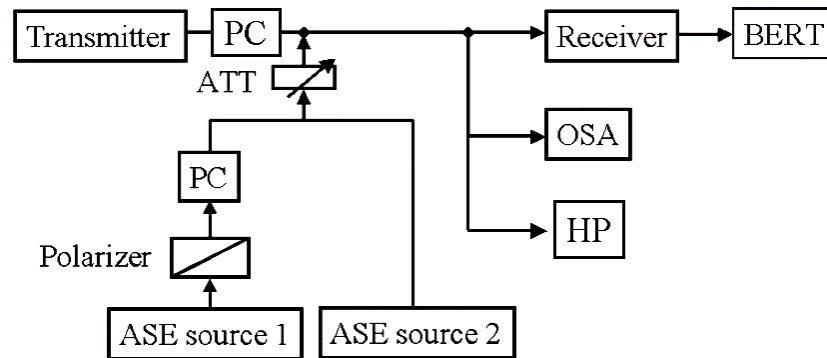 Transmitter
PC
Receiver
BERT
ATT
OSA
PC
HP
Polarizer
ASE source 1
ASE source 2